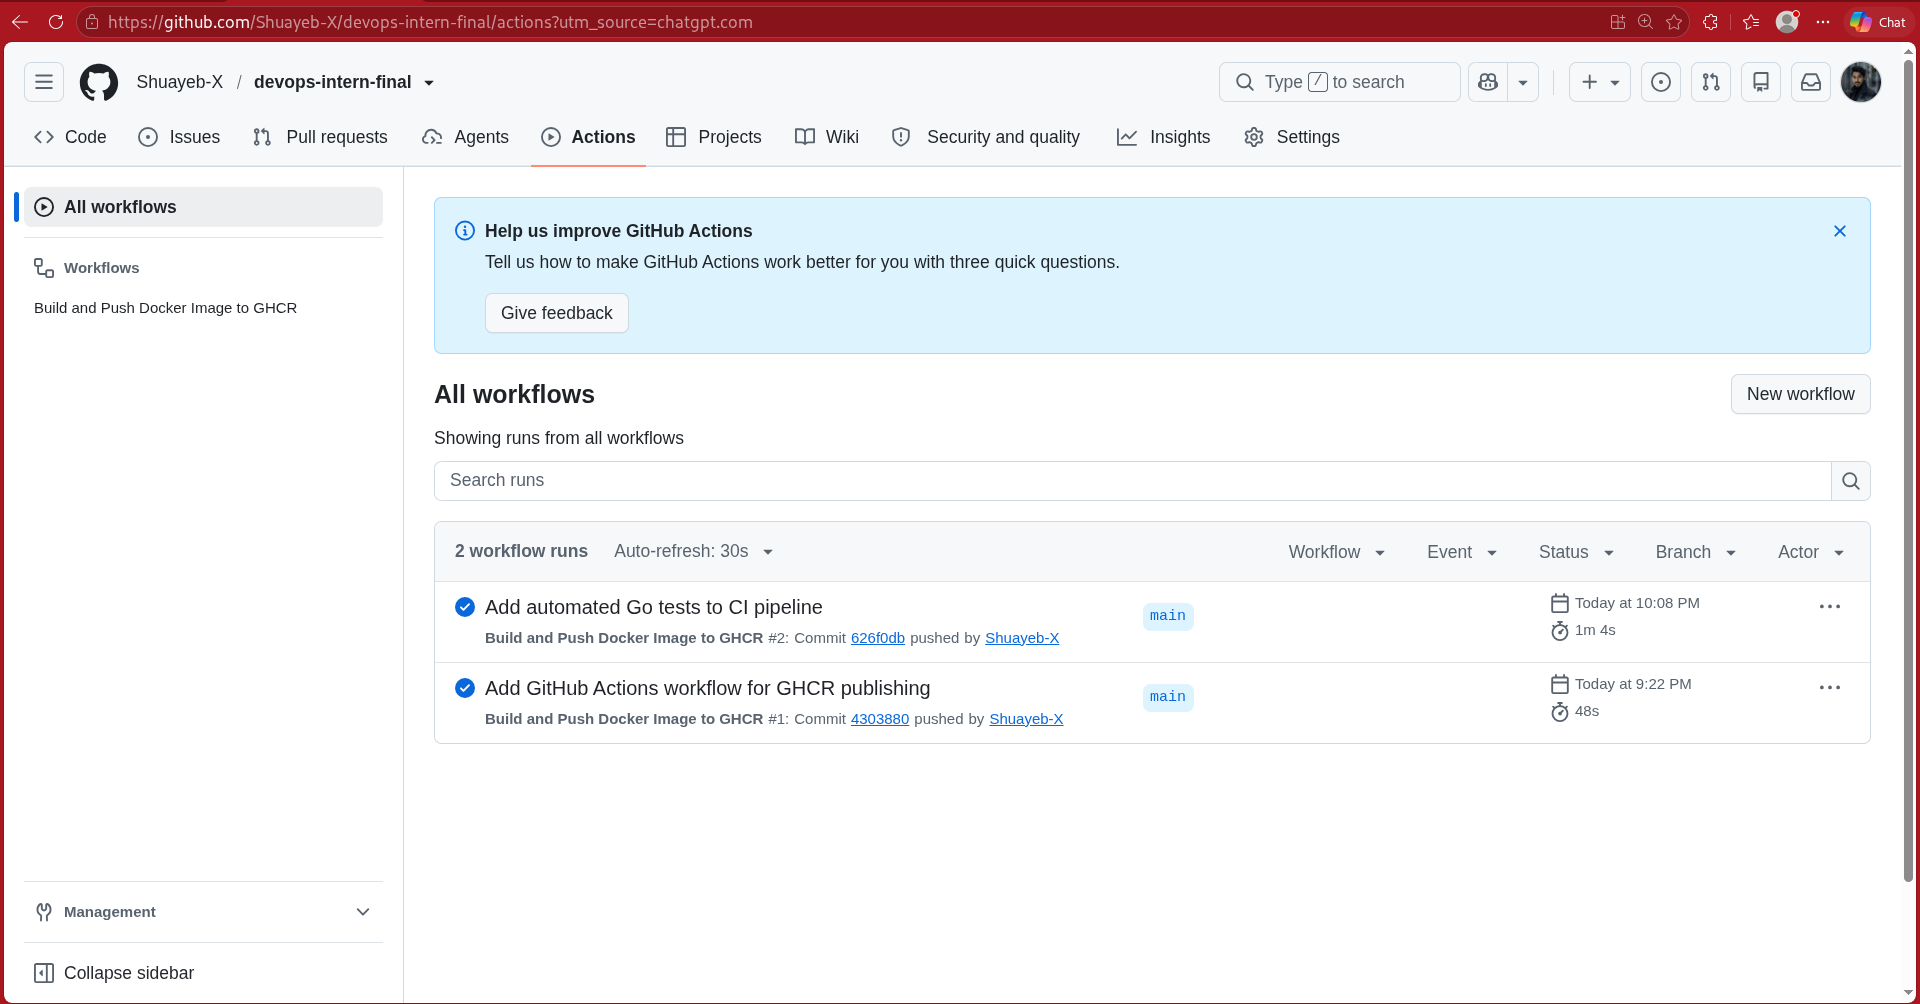 https://github.com/Shuayeb-X/devops-intern-final/actions?utm_source=chatgpt.com
Chat
Shuayeb-X / devops-intern-final
Type / to search
Code Issues Pull requests Agents Actions Projects Wiki Security and quality Insights Settings
All workflows
Workflows
Build and Push Docker Image to GHCR
Management
Collapse sidebar
Help us improve GitHub Actions
Tell us how to make GitHub Actions work better for you with three quick questions.
Give feedback
All workflows
New workflow
Showing runs from all workflows
Search runs
2 workflow runs Auto-refresh: 30s Workflow Event Status Branch Actor
Add automated Go tests to CI pipeline
Build and Push Docker Image to GHCR #2: Commit 626f0db pushed by Shuayeb-X
main
Today at 10:08 PM
1m 4s
Add GitHub Actions workflow for GHCR publishing
Build and Push Docker Image to GHCR #1: Commit 4303880 pushed by Shuayeb-X
main
Today at 9:22 PM
48s